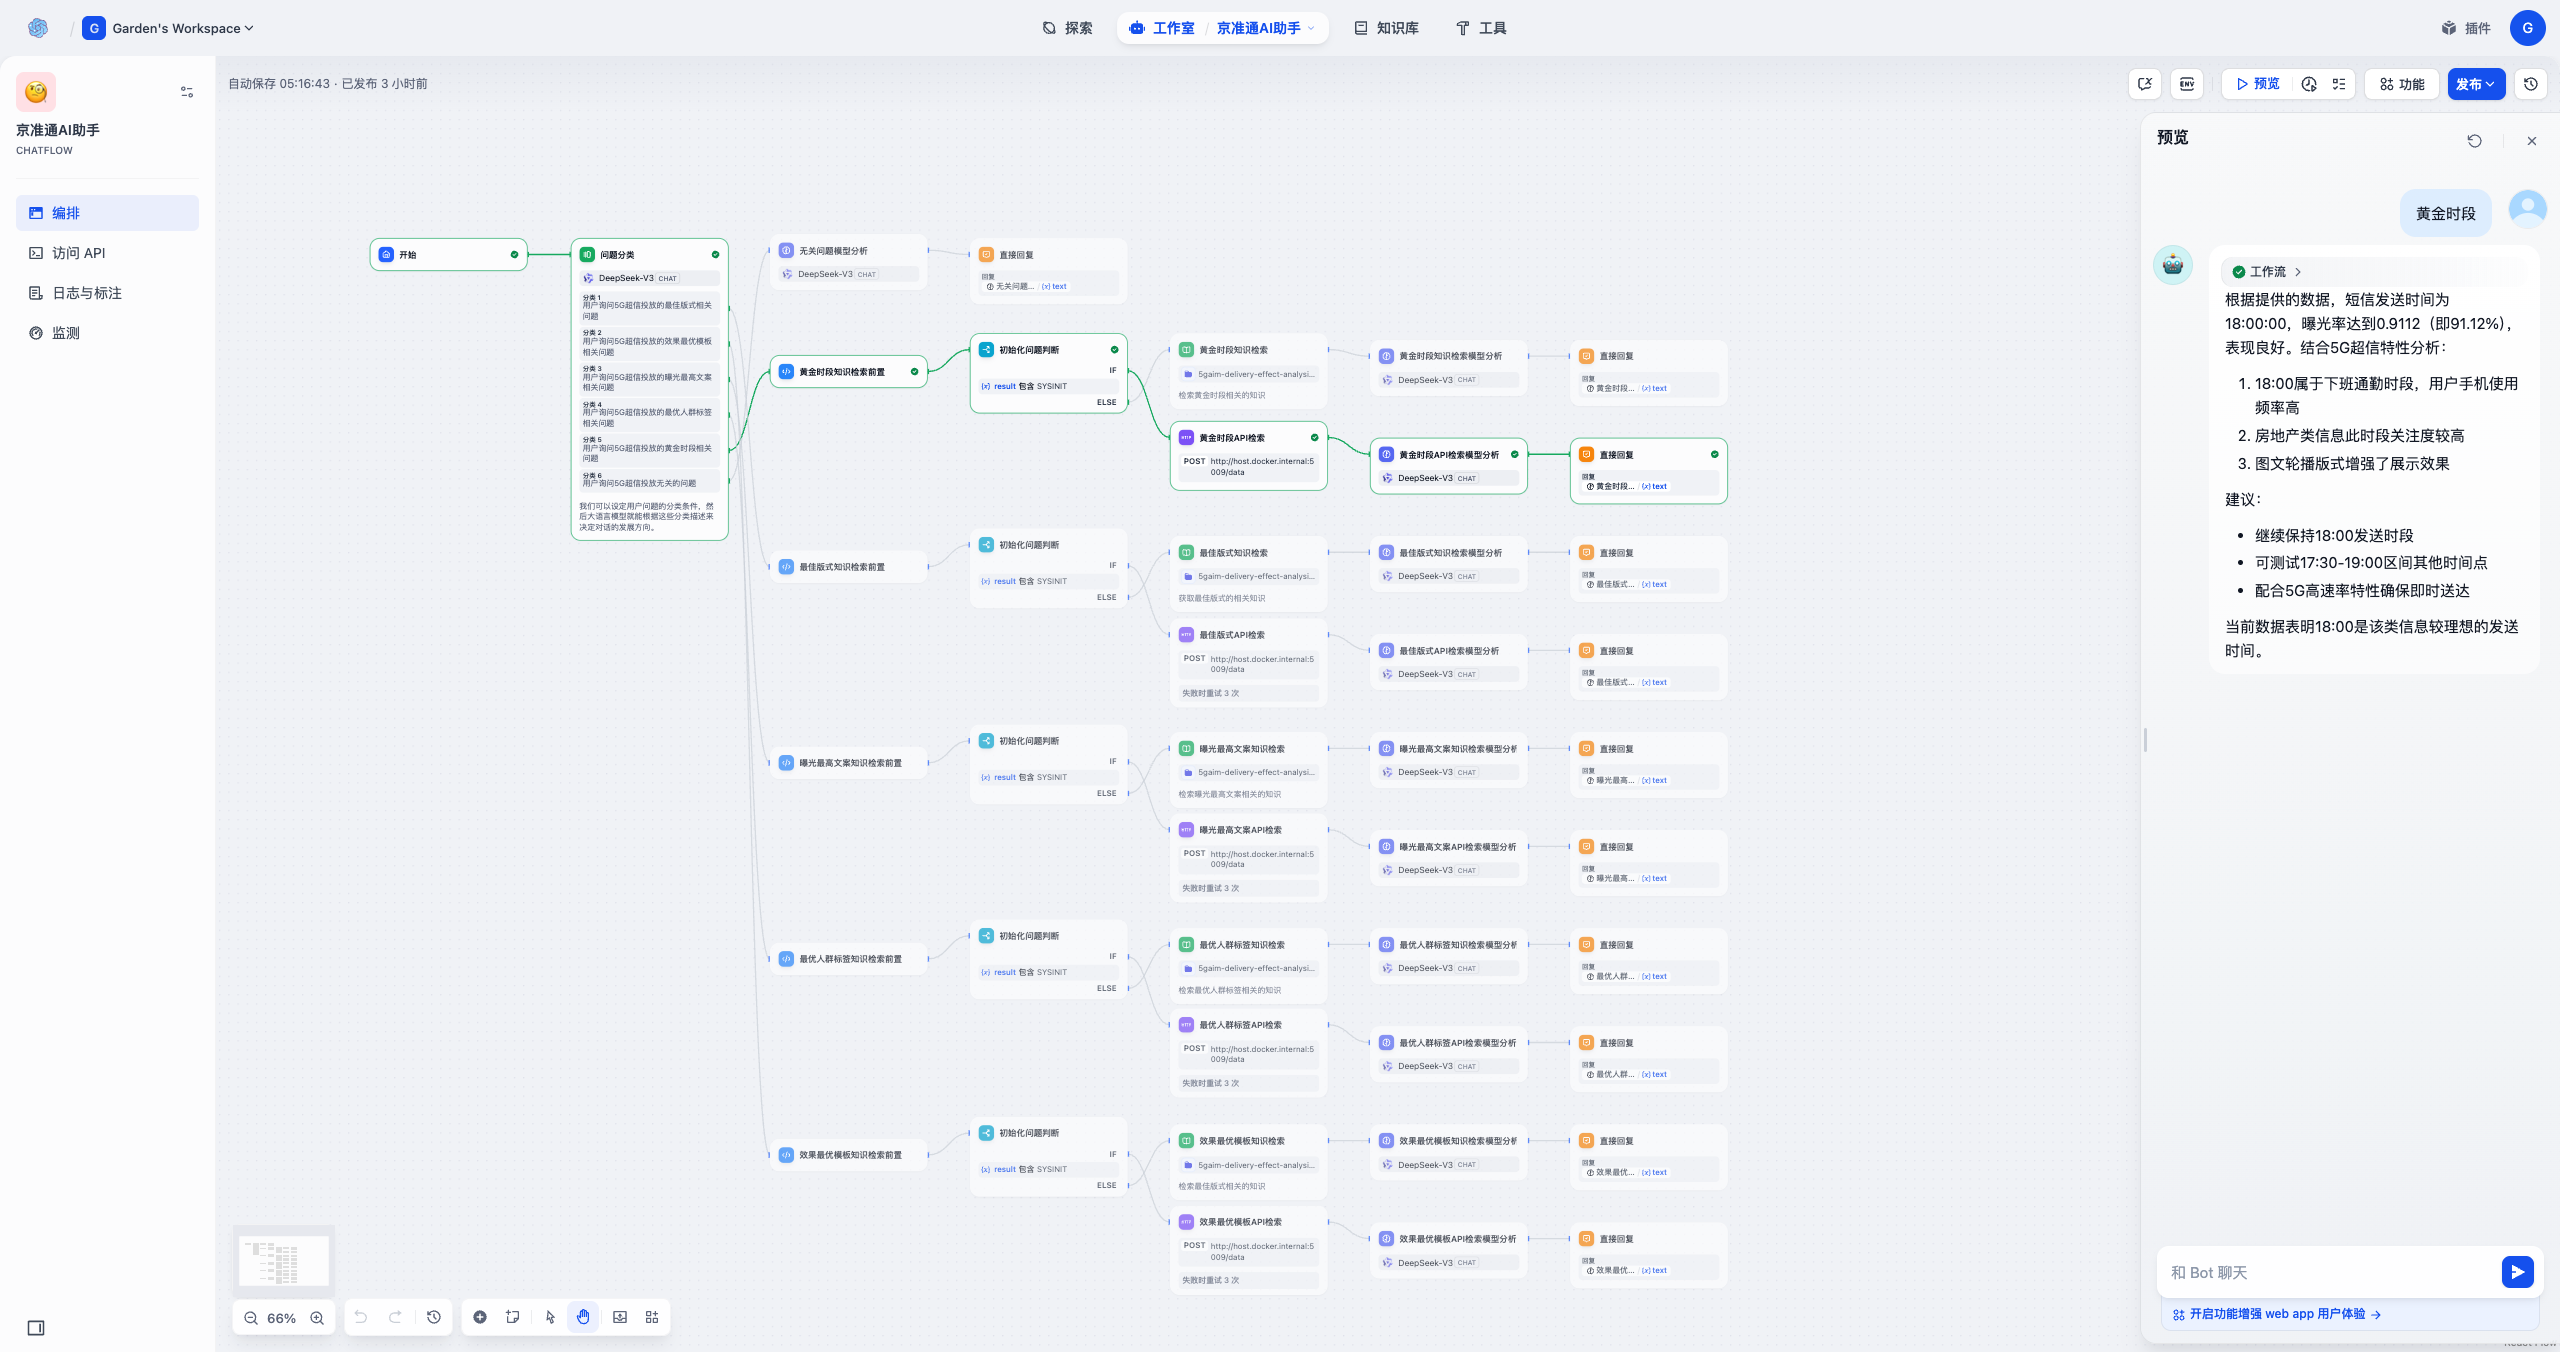 G Garden's Workspace
探索
工作室 / 京准通AI助手
知识库
工具
插件
G
京准通AI助手
CHATFLOW
编排
访问 API
日志与标注
监测
自动保存 05:16:43 · 已发布 3 小时前
ENV
预览
功能
发布
开始
问题分类
DeepSeek-V3 CHAT
分类 1
用户询问5G超信投放的最佳版式相关
问题
分类 2
用户询问5G超信投放的效果最优模板
相关问题
分类 3
用户询问5G超信投放的曝光最高文案
相关问题
分类 4
用户询问5G超信投放的最优人群标签
相关问题
分类 5
用户询问5G超信投放的黄金时段相关
问题
分类 6
用户询问5G超信投放无关的问题
我们可以设定用户问题的分类条件，然
后大语言模型就能根据这些分类描述来
决定对话的发展方向。
无关问题模型分析
DeepSeek-V3 CHAT
直接回复
回复
无关问题... / (x) text
黄金时段知识检索前置
初始化问题判断
IF
(x) result 包含 SYSINIT
ELSE
黄金时段知识检索
5gaim-delivery-effect-analysi...
检索黄金时段相关的知识
黄金时段知识检索模型分析
DeepSeek-V3 CHAT
直接回复
回复
黄金时段... / (x) text
黄金时段API检索
POST http://host.docker.internal:5
009/data
黄金时段API检索模型分析
DeepSeek-V3 CHAT
直接回复
回复
黄金时段... / (x) text
最佳版式知识检索前置
初始化问题判断
IF
(x) result 包含 SYSINIT
ELSE
最佳版式知识检索
5gaim-delivery-effect-analysi...
获取最佳版式的相关知识
最佳版式知识检索模型分析
DeepSeek-V3 CHAT
直接回复
回复
最佳版式... / (x) text
最佳版式API检索
POST http://host.docker.internal:5
009/data
失败时重试 3 次
最佳版式API检索模型分析
DeepSeek-V3 CHAT
直接回复
回复
最佳版式... / (x) text
曝光最高文案知识检索前置
初始化问题判断
IF
(x) result 包含 SYSINIT
ELSE
曝光最高文案知识检索
5gaim-delivery-effect-analysi...
检索曝光最高文案相关的知识
曝光最高文案知识检索模型分析
DeepSeek-V3 CHAT
直接回复
回复
曝光最高... / (x) text
曝光最高文案API检索
POST http://host.docker.internal:5
009/data
失败时重试 3 次
曝光最高文案API检索模型分析
DeepSeek-V3 CHAT
直接回复
回复
曝光最高... / (x) text
最优人群标签知识检索前置
初始化问题判断
IF
(x) result 包含 SYSINIT
ELSE
最优人群标签知识检索
5gaim-delivery-effect-analysi...
检索最优人群标签相关的知识
最优人群标签知识检索模型分析
DeepSeek-V3 CHAT
直接回复
回复
最优人群... / (x) text
最优人群标签API检索
POST http://host.docker.internal:5
009/data
失败时重试 3 次
最优人群标签API检索模型分析
DeepSeek-V3 CHAT
直接回复
回复
最优人群... / (x) text
效果最优模板知识检索前置
初始化问题判断
IF
(x) result 包含 SYSINIT
ELSE
效果最优模板知识检索
5gaim-delivery-effect-analysi...
检索最佳版式相关的知识
效果最优模板知识检索模型分析
DeepSeek-V3 CHAT
直接回复
回复
效果最优... / (x) text
效果最优模板API检索
POST http://host.docker.internal:5
009/data
失败时重试 3 次
效果最优模板API检索模型分析
DeepSeek-V3 CHAT
直接回复
回复
效果最优... / (x) text
66%
预览
黄金时段
工作流
根据提供的数据，短信发送时间为
18:00:00，曝光率达到0.9112（即91.12%），
表现良好。结合5G超信特性分析：
1. 18:00属于下班通勤时段，用户手机使用
频率高
2. 房地产类信息此时段关注度较高
3. 图文轮播版式增强了展示效果
建议：
• 继续保持18:00发送时段
• 可测试17:30-19:00区间其他时间点
• 配合5G高速率特性确保即时送达
当前数据表明18:00是该类信息较理想的发送
时间。
和 Bot 聊天
开启功能增强 web app 用户体验 →